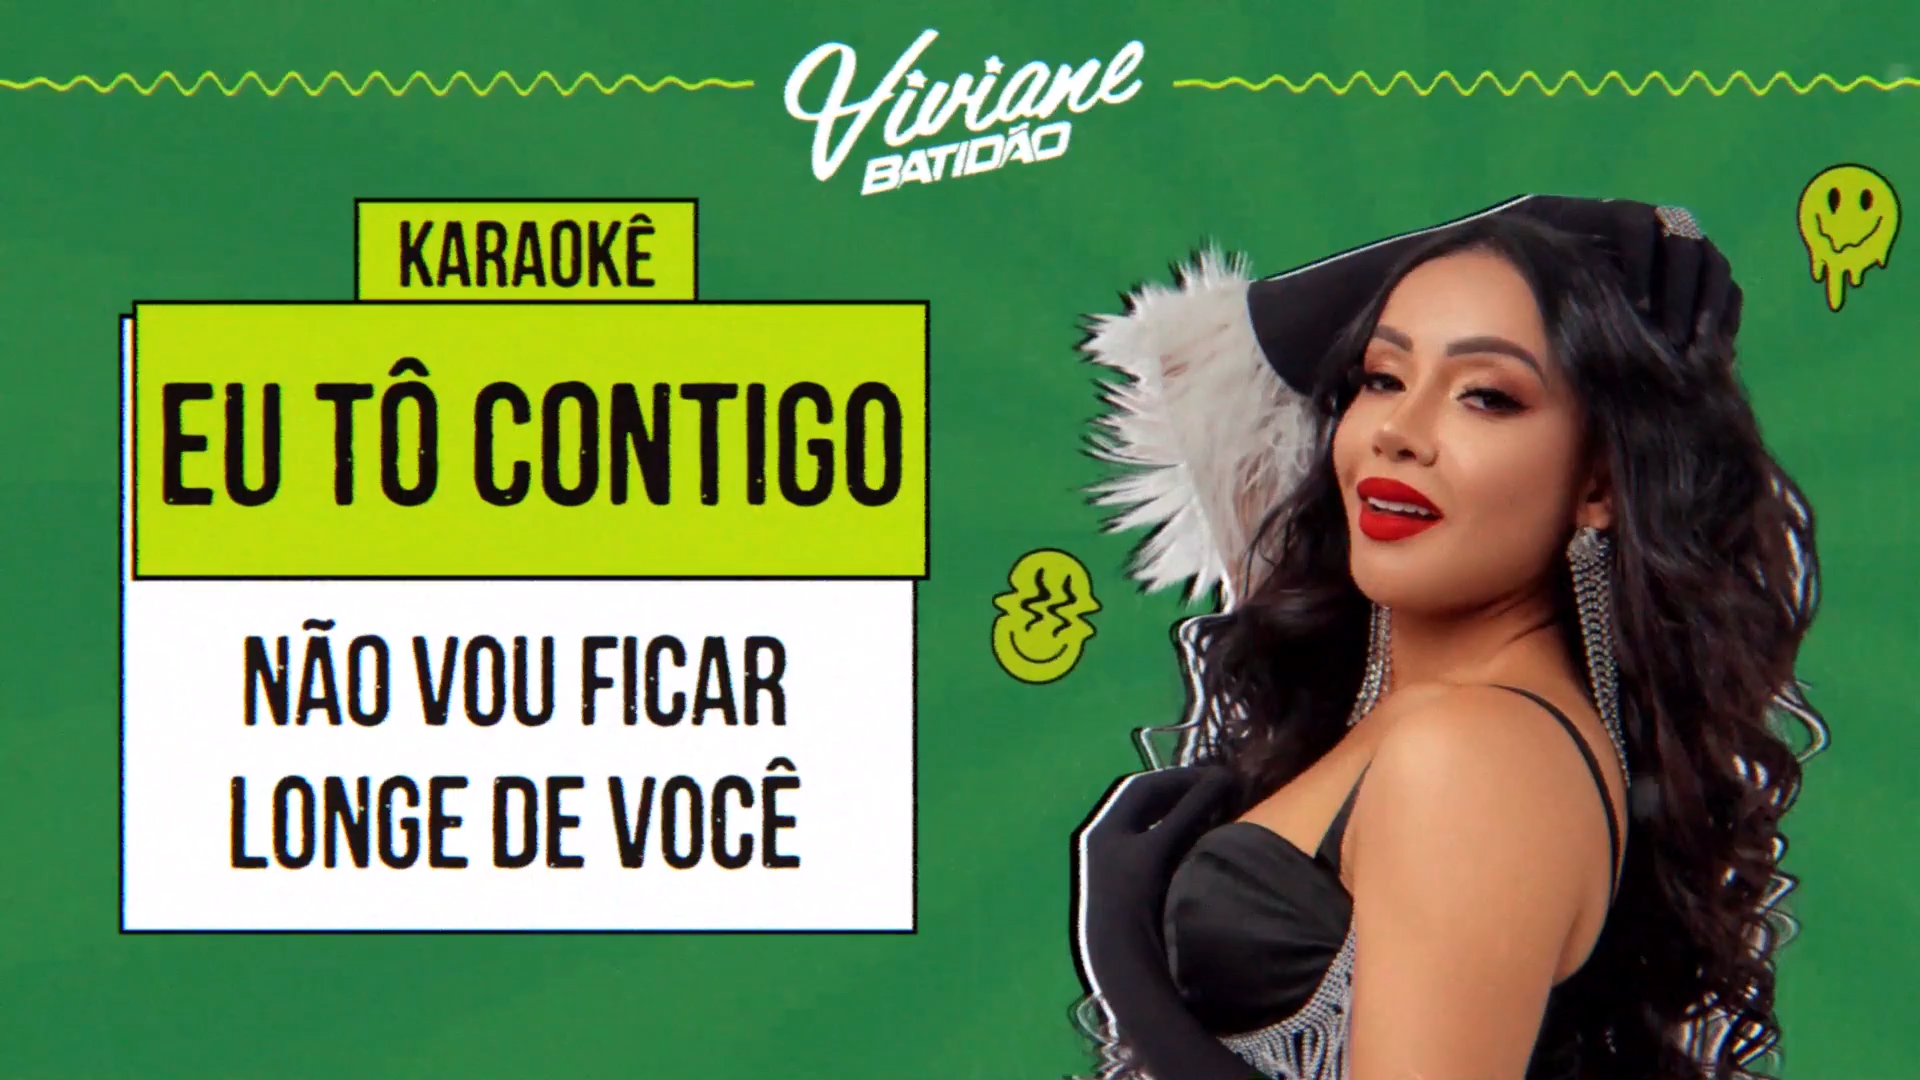 Viviane
BATIDÃO
KARAOKÊ
EU TÔ CONTIGO
NÃO VOU FICAR
LONGE DE VOCÊ